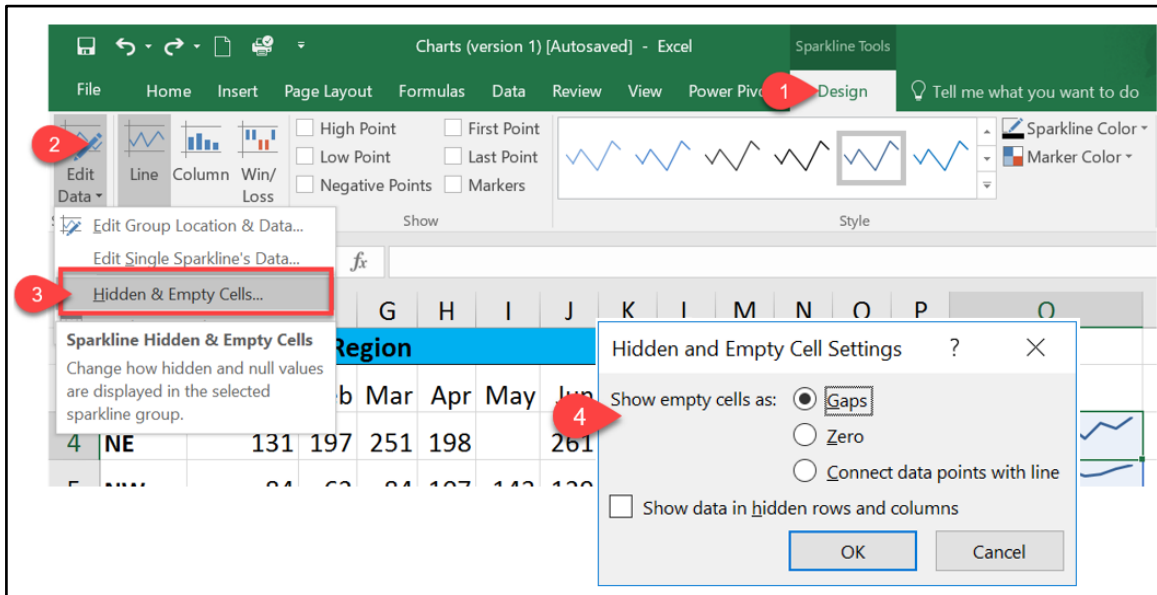 Charts (version 1) [Autosaved] - Excel
Sparkline Tools
File Home Insert Page Layout Formulas Data Review View Power Piv 1 Design Tell me what you want to do
2
Edit
Data
Line
Column
Win/
Loss
High Point
First Point
Low Point
Last Point
Negative Points
Markers
Show
Style
Sparkline Color
Marker Color
Edit Group Location & Data...
Edit Single Sparkline's Data...
3
Hidden & Empty Cells...
Sparkline Hidden & Empty Cells
Change how hidden and null values
are displayed in the selected
sparkline group.
fx
G H I J K L M N O P Q
Region
b Mar Apr May Jun
4 NE 131 197 251 198 261
Hidden and Empty Cell Settings ? ×
4
Show empty cells as:
Gaps
Zero
Connect data points with line
Show data in hidden rows and columns
OK
Cancel